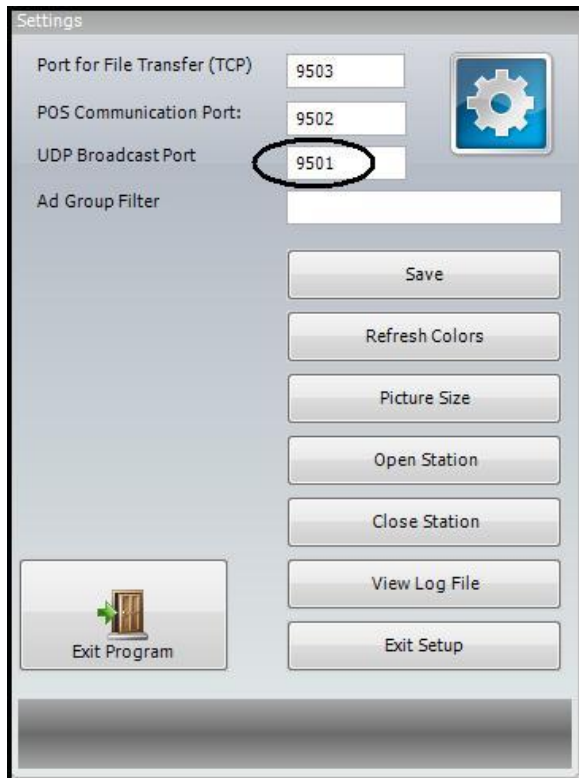 Settings
Port for File Transfer (TCP) 9503
POS Communication Port: 9502
UDP Broadcast Port 9501
Ad Group Filter
Save
Refresh Colors
Picture Size
Open Station
Close Station
View Log File
Exit Program
Exit Setup